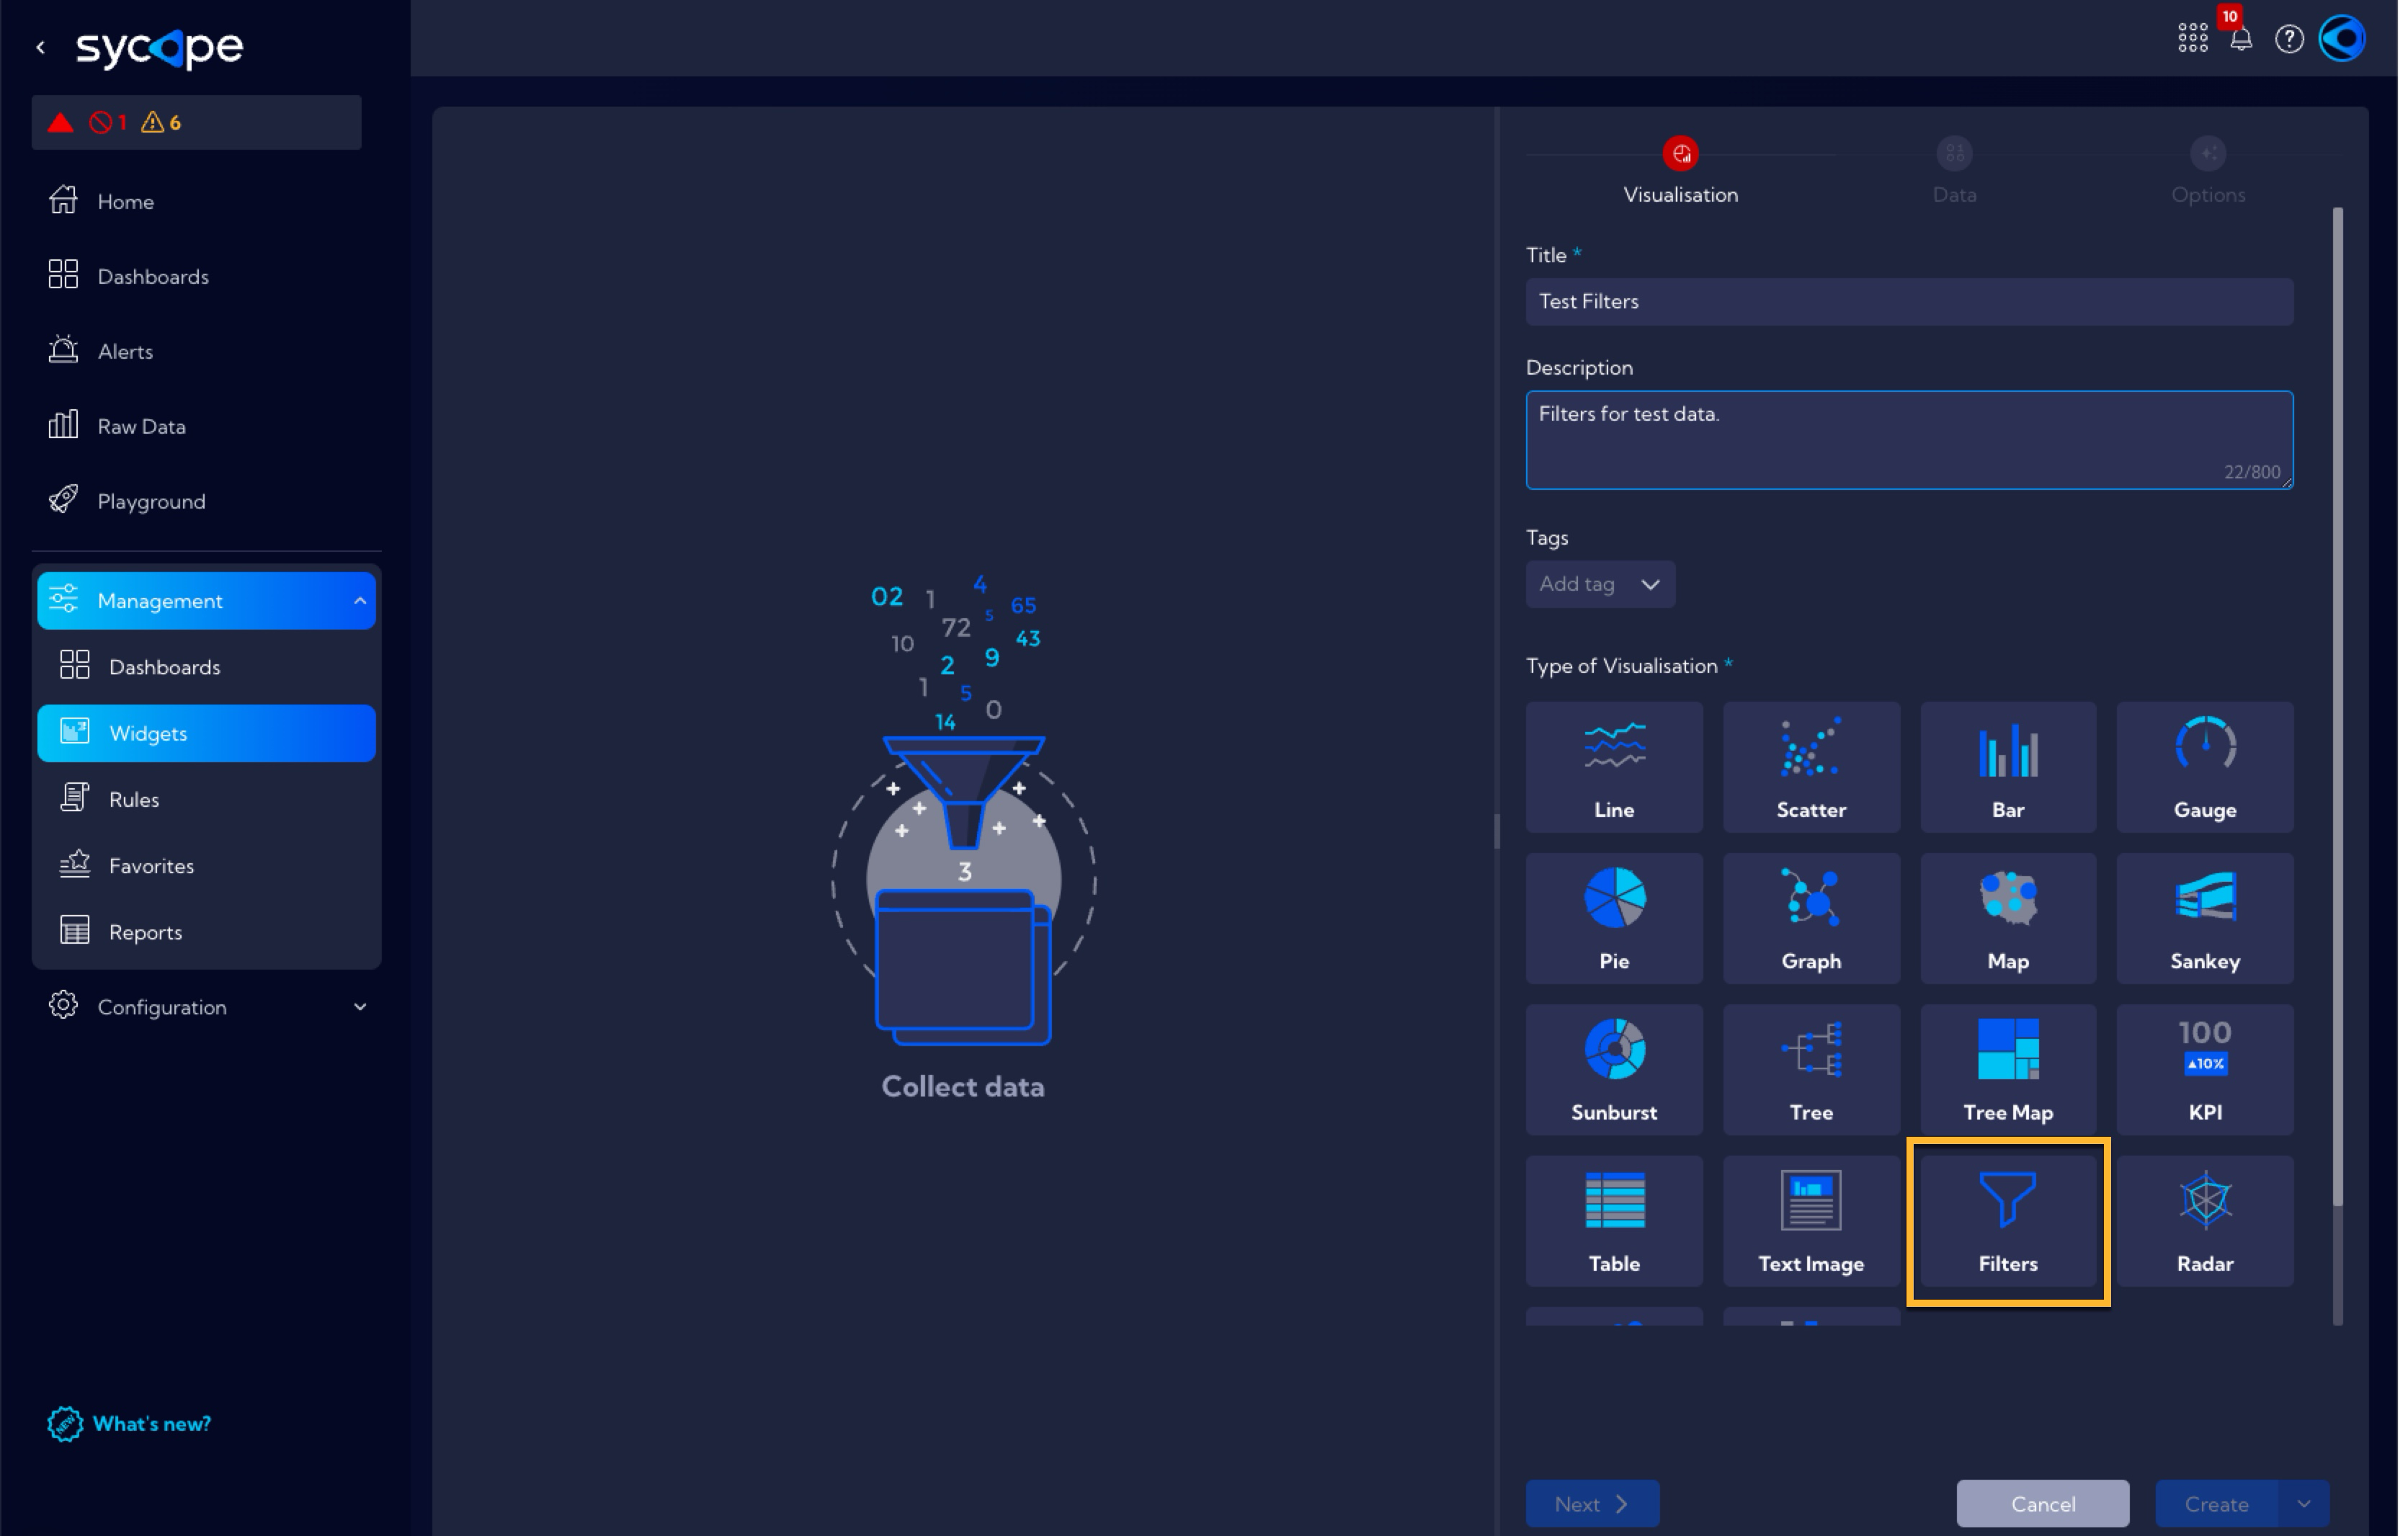 sycope
10
1 6
Home
Dashboards
Alerts
Raw Data
Playground
Management
Dashboards
Widgets
Rules
Favorites
Reports
Configuration
NEW What's new?
02 1 4 65
5
72
10 43
2 9
1 5 0
14
3
Collect data
Visualisation Data Options
Title *
Test Filters
Description
Filters for test data.
22/800
Tags
Add tag
Type of Visualisation *
Line Scatter Bar Gauge
Pie Graph Map Sankey
100
▲10%
Sunburst Tree Tree Map KPI
Table Text Image Filters Radar
Next Cancel Create